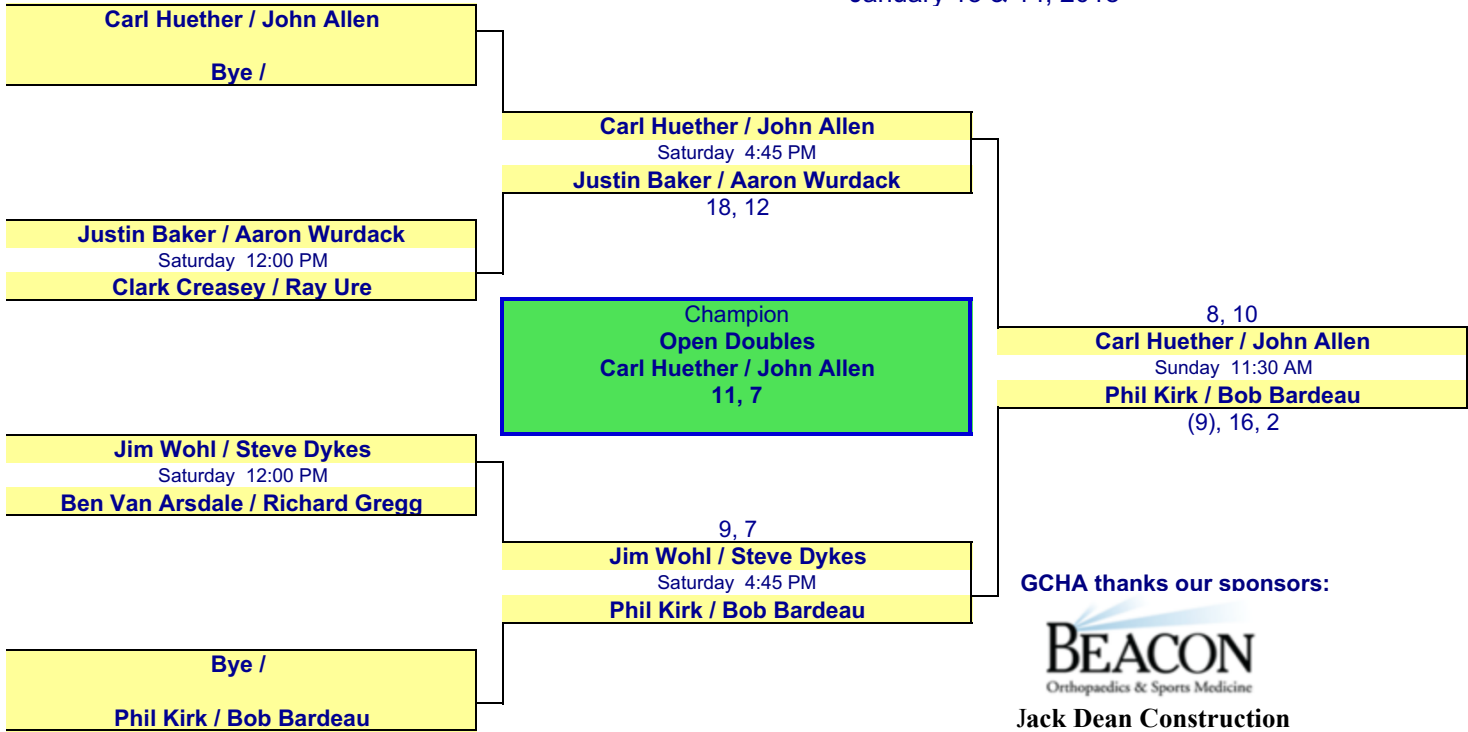 January 13 & 14, 2018
Carl Huether / John Allen
Bye /
Carl Huether / John Allen
Saturday 4:45 PM
Justin Baker / Aaron Wurdack
18, 12
Justin Baker / Aaron Wurdack
Saturday 12:00 PM
Clark Creasey / Ray Ure
Champion
Open Doubles
Carl Huether / John Allen
11, 7
8, 10
Carl Huether / John Allen
Sunday 11:30 AM
Phil Kirk / Bob Bardeau
(9), 16, 2
Jim Wohl / Steve Dykes
Saturday 12:00 PM
Ben Van Arsdale / Richard Gregg
9, 7
Jim Wohl / Steve Dykes
Saturday 4:45 PM
Phil Kirk / Bob Bardeau
Bye /
Phil Kirk / Bob Bardeau
GCHA thanks our sponsors:
BEACON
Orthopaedics & Sports Medicine
Jack Dean Construction